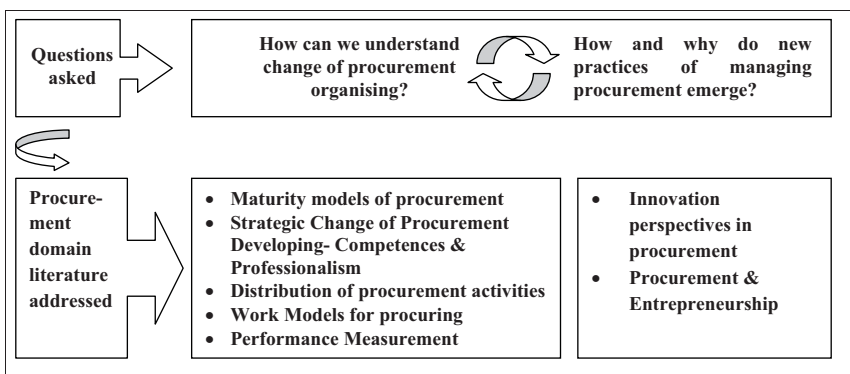 Questions
asked
How can we understand
change of procurement
organising?
How and why do new
practices of managing
procurement emerge?
Procure-
ment
domain
literature
addressed
• Maturity models of procurement
• Strategic Change of Procurement
Developing- Competences &
Professionalism
• Distribution of procurement activities
• Work Models for procuring
• Performance Measurement
• Innovation
perspectives in
procurement
• Procurement &
Entrepreneurship